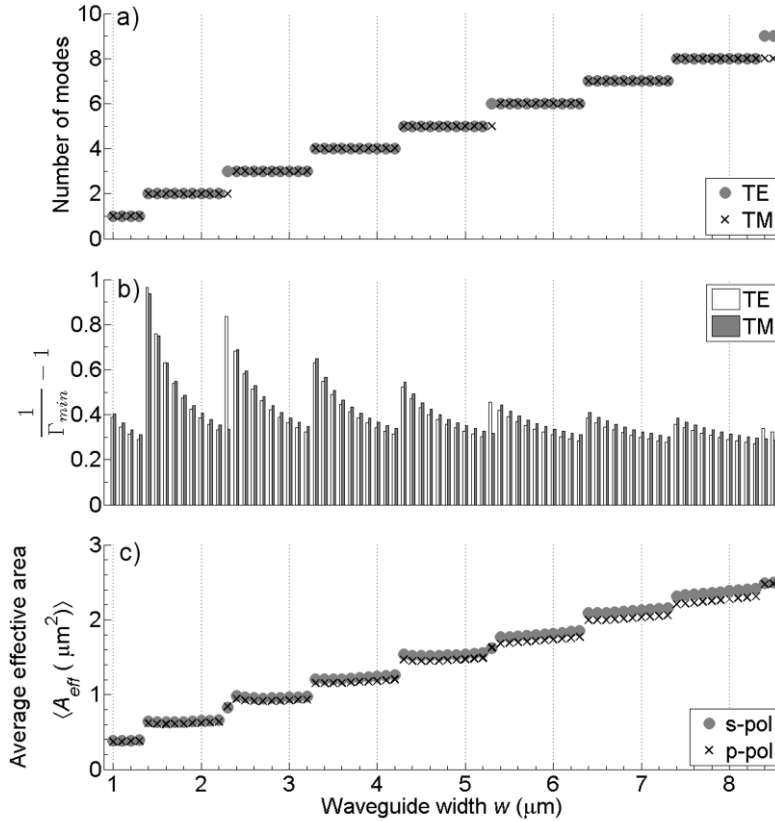 a)
Number of modes
10
8
6
4
2
0
TE
TM
b)
1/Γmin − 1
1
0.8
0.6
0.4
0.2
0
TE
TM
c)
Average effective area
⟨Aeff ( μm²)⟩
3
2
1
0
s-pol
p-pol
1 2 3 4 5 6 7 8
Waveguide width w (μm)